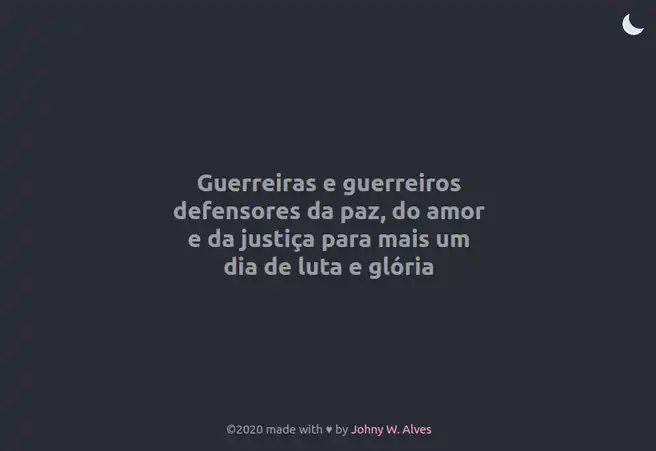 Guerreiras e guerreiros
defensores da paz, do amor
e da justiça para mais um
dia de luta e glória
©2020 made with ♥ by Johny W. Alves